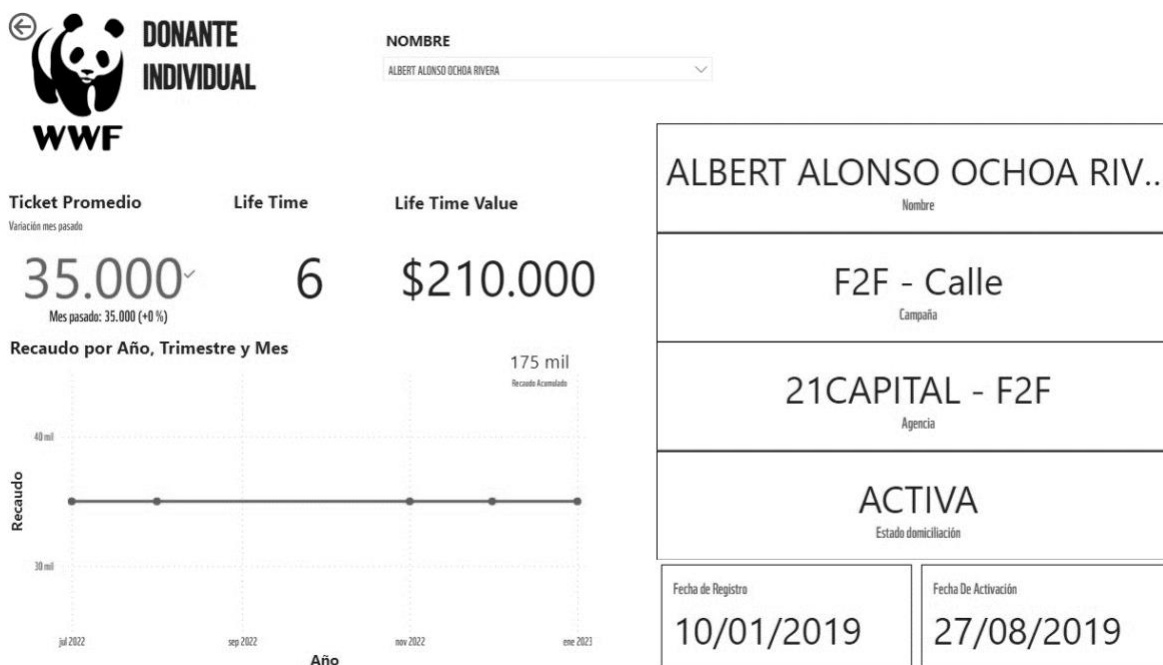 DONANTE
INDIVIDUAL
WWF
NOMBRE
ALBERT ALONSO OCHOA RIVERA
Ticket Promedio
Variación mes pasado
35.000
Mes pasado: 35.000 (+0 %)
Life Time
6
Life Time Value
$210.000
Recaudo por Año, Trimestre y Mes
175 mil
Recaudo Acumulado
Recaudo
40 mil
30 mil
jul 2022
sep 2022
nov 2022
ene 2023
Año
ALBERT ALONSO OCHOA RIV...
Nombre
F2F - Calle
Campaña
21CAPITAL - F2F
Agencia
ACTIVA
Estado domiciliación
Fecha de Registro
10/01/2019
Fecha De Activación
27/08/2019